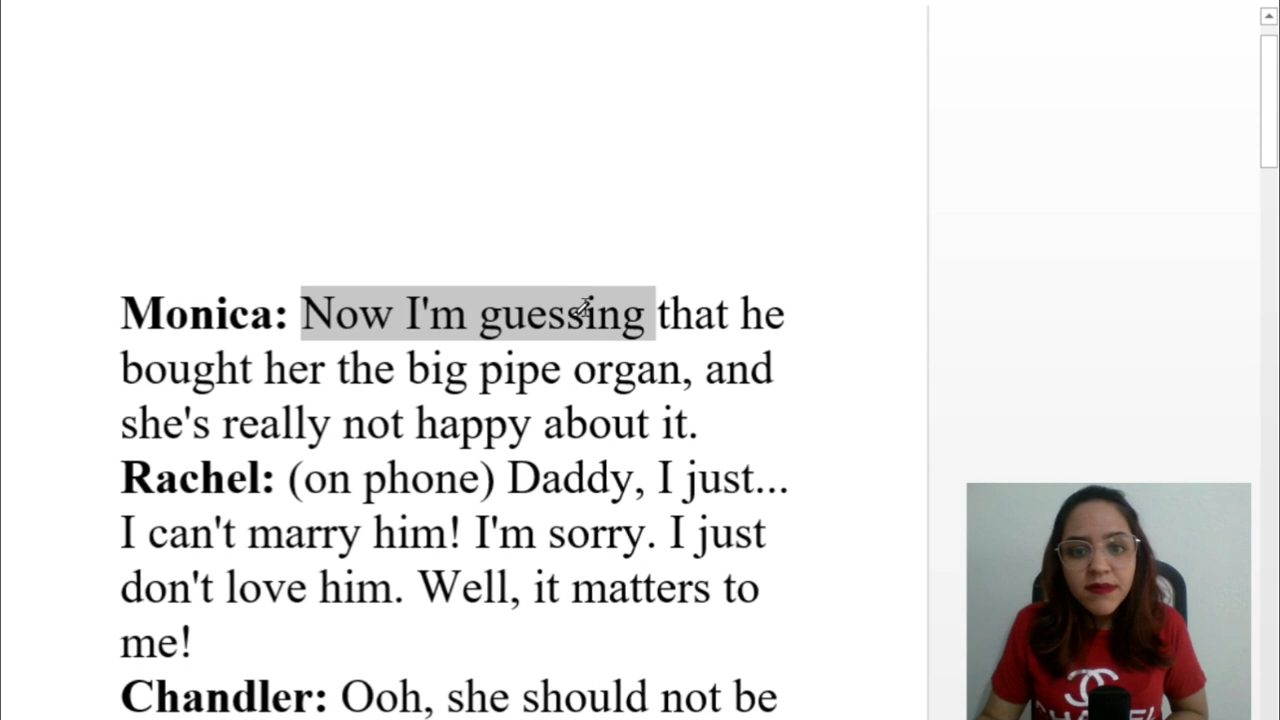 Monica: Now I'm guessing that he
bought her the big pipe organ, and
she's really not happy about it.
Rachel: (on phone) Daddy, I just...
I can't marry him! I'm sorry. I just
don't love him. Well, it matters to
me!
Chandler: Ooh, she should not be